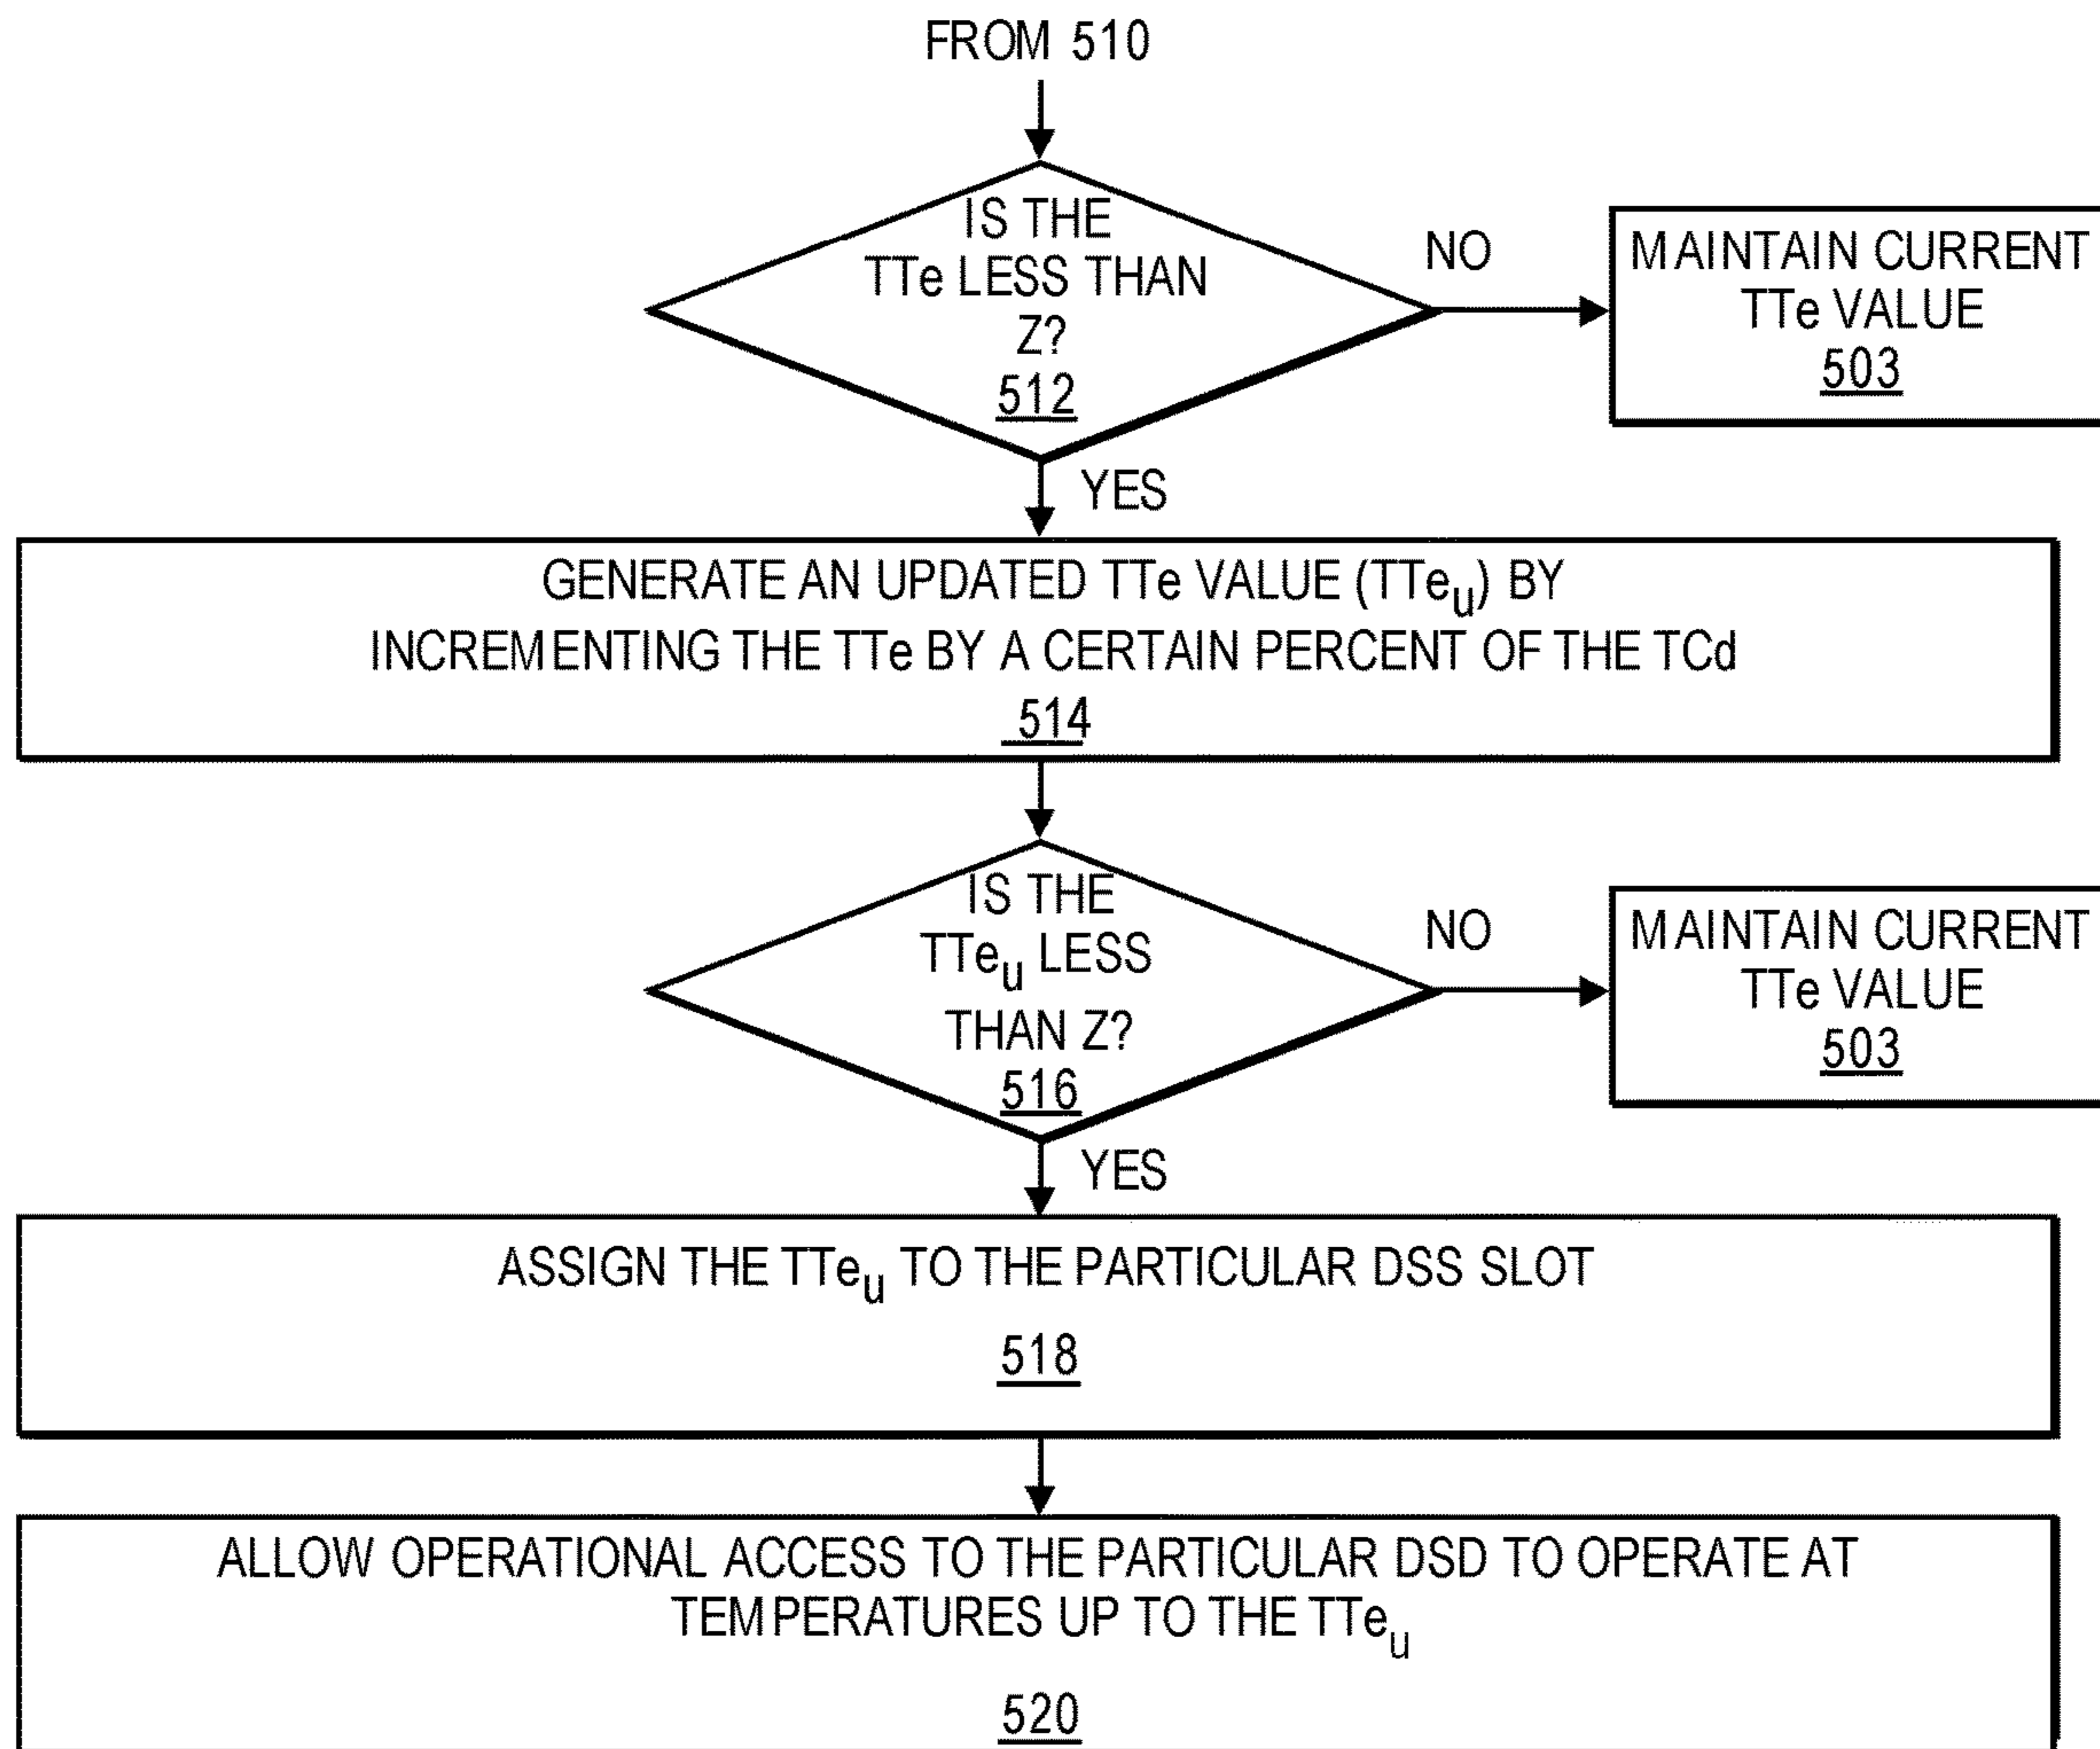 FROM 510
IS THE
TTe LESS THAN
Z?
512
NO
MAINTAIN CURRENT
TTe VALUE
503
YES
GENERATE AN UPDATED TTe VALUE (TTeu) BY
INCREMENTING THE TTe BY A CERTAIN PERCENT OF THE TCd
514
IS THE
TTeu LESS
THAN Z?
516
NO
MAINTAIN CURRENT
TTe VALUE
503
YES
ASSIGN THE TTeu TO THE PARTICULAR DSS SLOT
518
ALLOW OPERATIONAL ACCESS TO THE PARTICULAR DSD TO OPERATE AT
TEMPERATURES UP TO THE TTeu
520